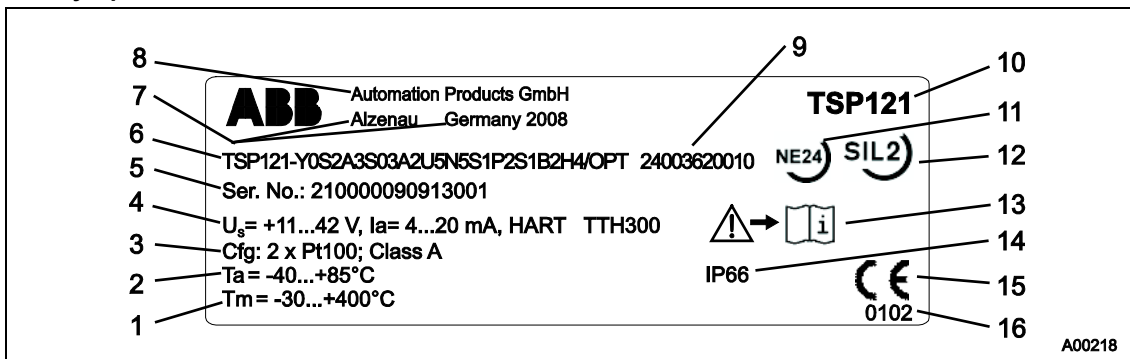 9
8
10
7
ABB Automation Products GmbH
TSP121
11
Alzenau Germany 2008
6
TSP121-Y0S2A3S03A2U5N5S1P2S1B2H4/OPT 24003620010
NE24
SIL2
12
5
Ser. No.: 210000090913001
4
Us= +11...42 V, Ia= 4...20 mA, HART TTH300
i
13
3
Cfg: 2 x Pt100; Class A
14
2
Ta = -40...+85°C
IP66
CE
15
1
Tm = -30...+400°C
0102
16
A00218